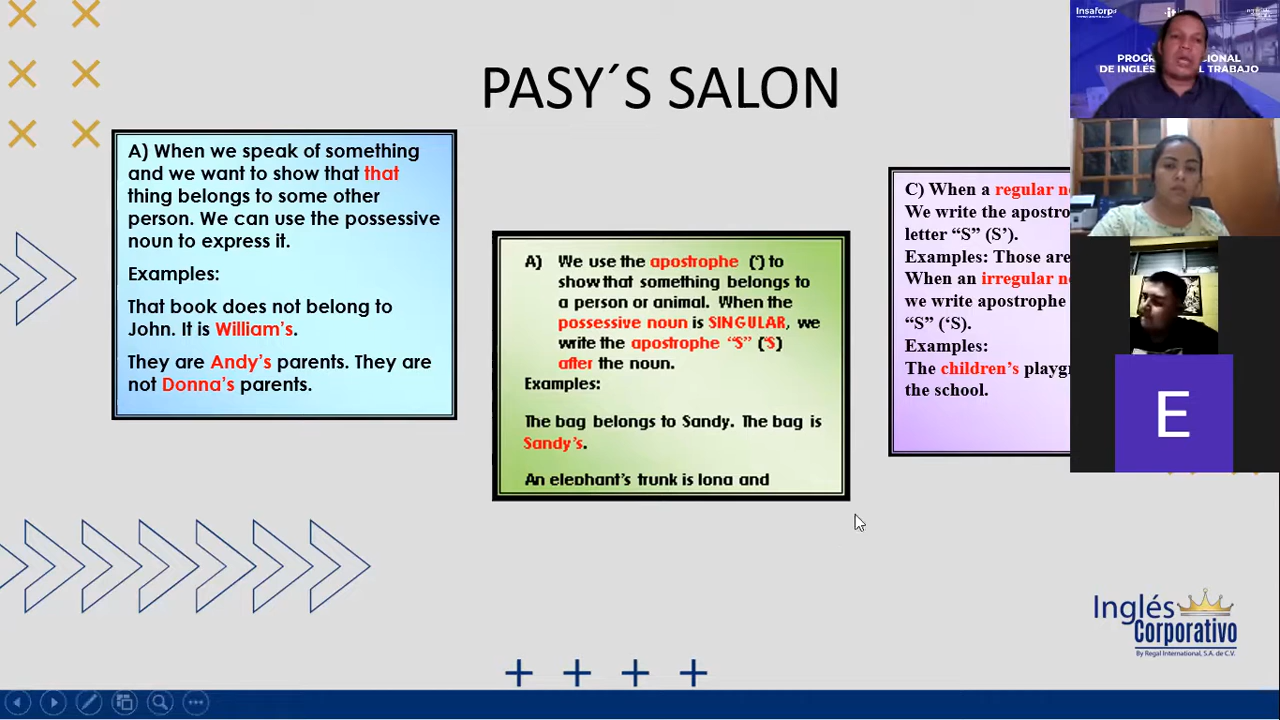 PASY´S SALON
A) When we speak of something
and we want to show that that
thing belongs to some other
person. We can use the possessive
noun to express it.
Examples:
That book does not belong to
John. It is William's.
They are Andy's parents. They are
not Donna's parents.
A) We use the apostrophe (') to
show that something belongs to
a person or animal. When the
possessive noun is SINGULAR, we
write the apostrophe “S” (‘S)
after the noun.
Examples:
The bag belongs to Sandy. The bag is
Sandy's.
An elephant's trunk is long and
C) When a regular
We write the
letter “S” (S’).
Examples: Those are
When an irregular
we write apostrophe
“S” (‘S).
Examples:
The children's
the school.
Insaforp
DE INGLÉS TRABAJO
E
Inglés
Corporativo
By Regal International, S.A. de C.V.